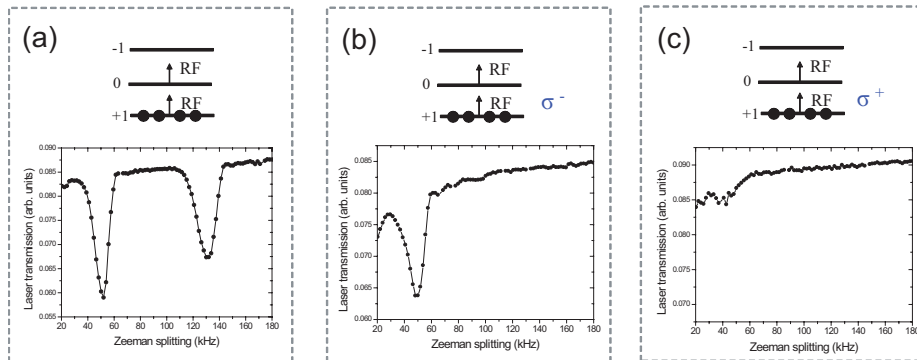 (a)
-1
RF
0
RF
+1
0.090
0.085
0.080
0.075
0.070
0.065
0.060
0.055
20 40 60 80 100 120 140 160 180
Laser transmission (arb. units)
Zeeman splitting (kHz)
(b)
-1
RF
0
σ -
RF
+1
0.085
0.080
0.075
0.070
0.065
0.060
20 40 60 80 100 120 140 160 180
Laser transmission (arb. units)
Zeeman splitting (kHz)
(c)
-1
RF
0
σ +
RF
+1
0.090
0.085
0.080
0.075
0.070
20 40 60 80 100 120 140 160 180
Laser transmission (arb. units)
Zeeman splitting (kHz)